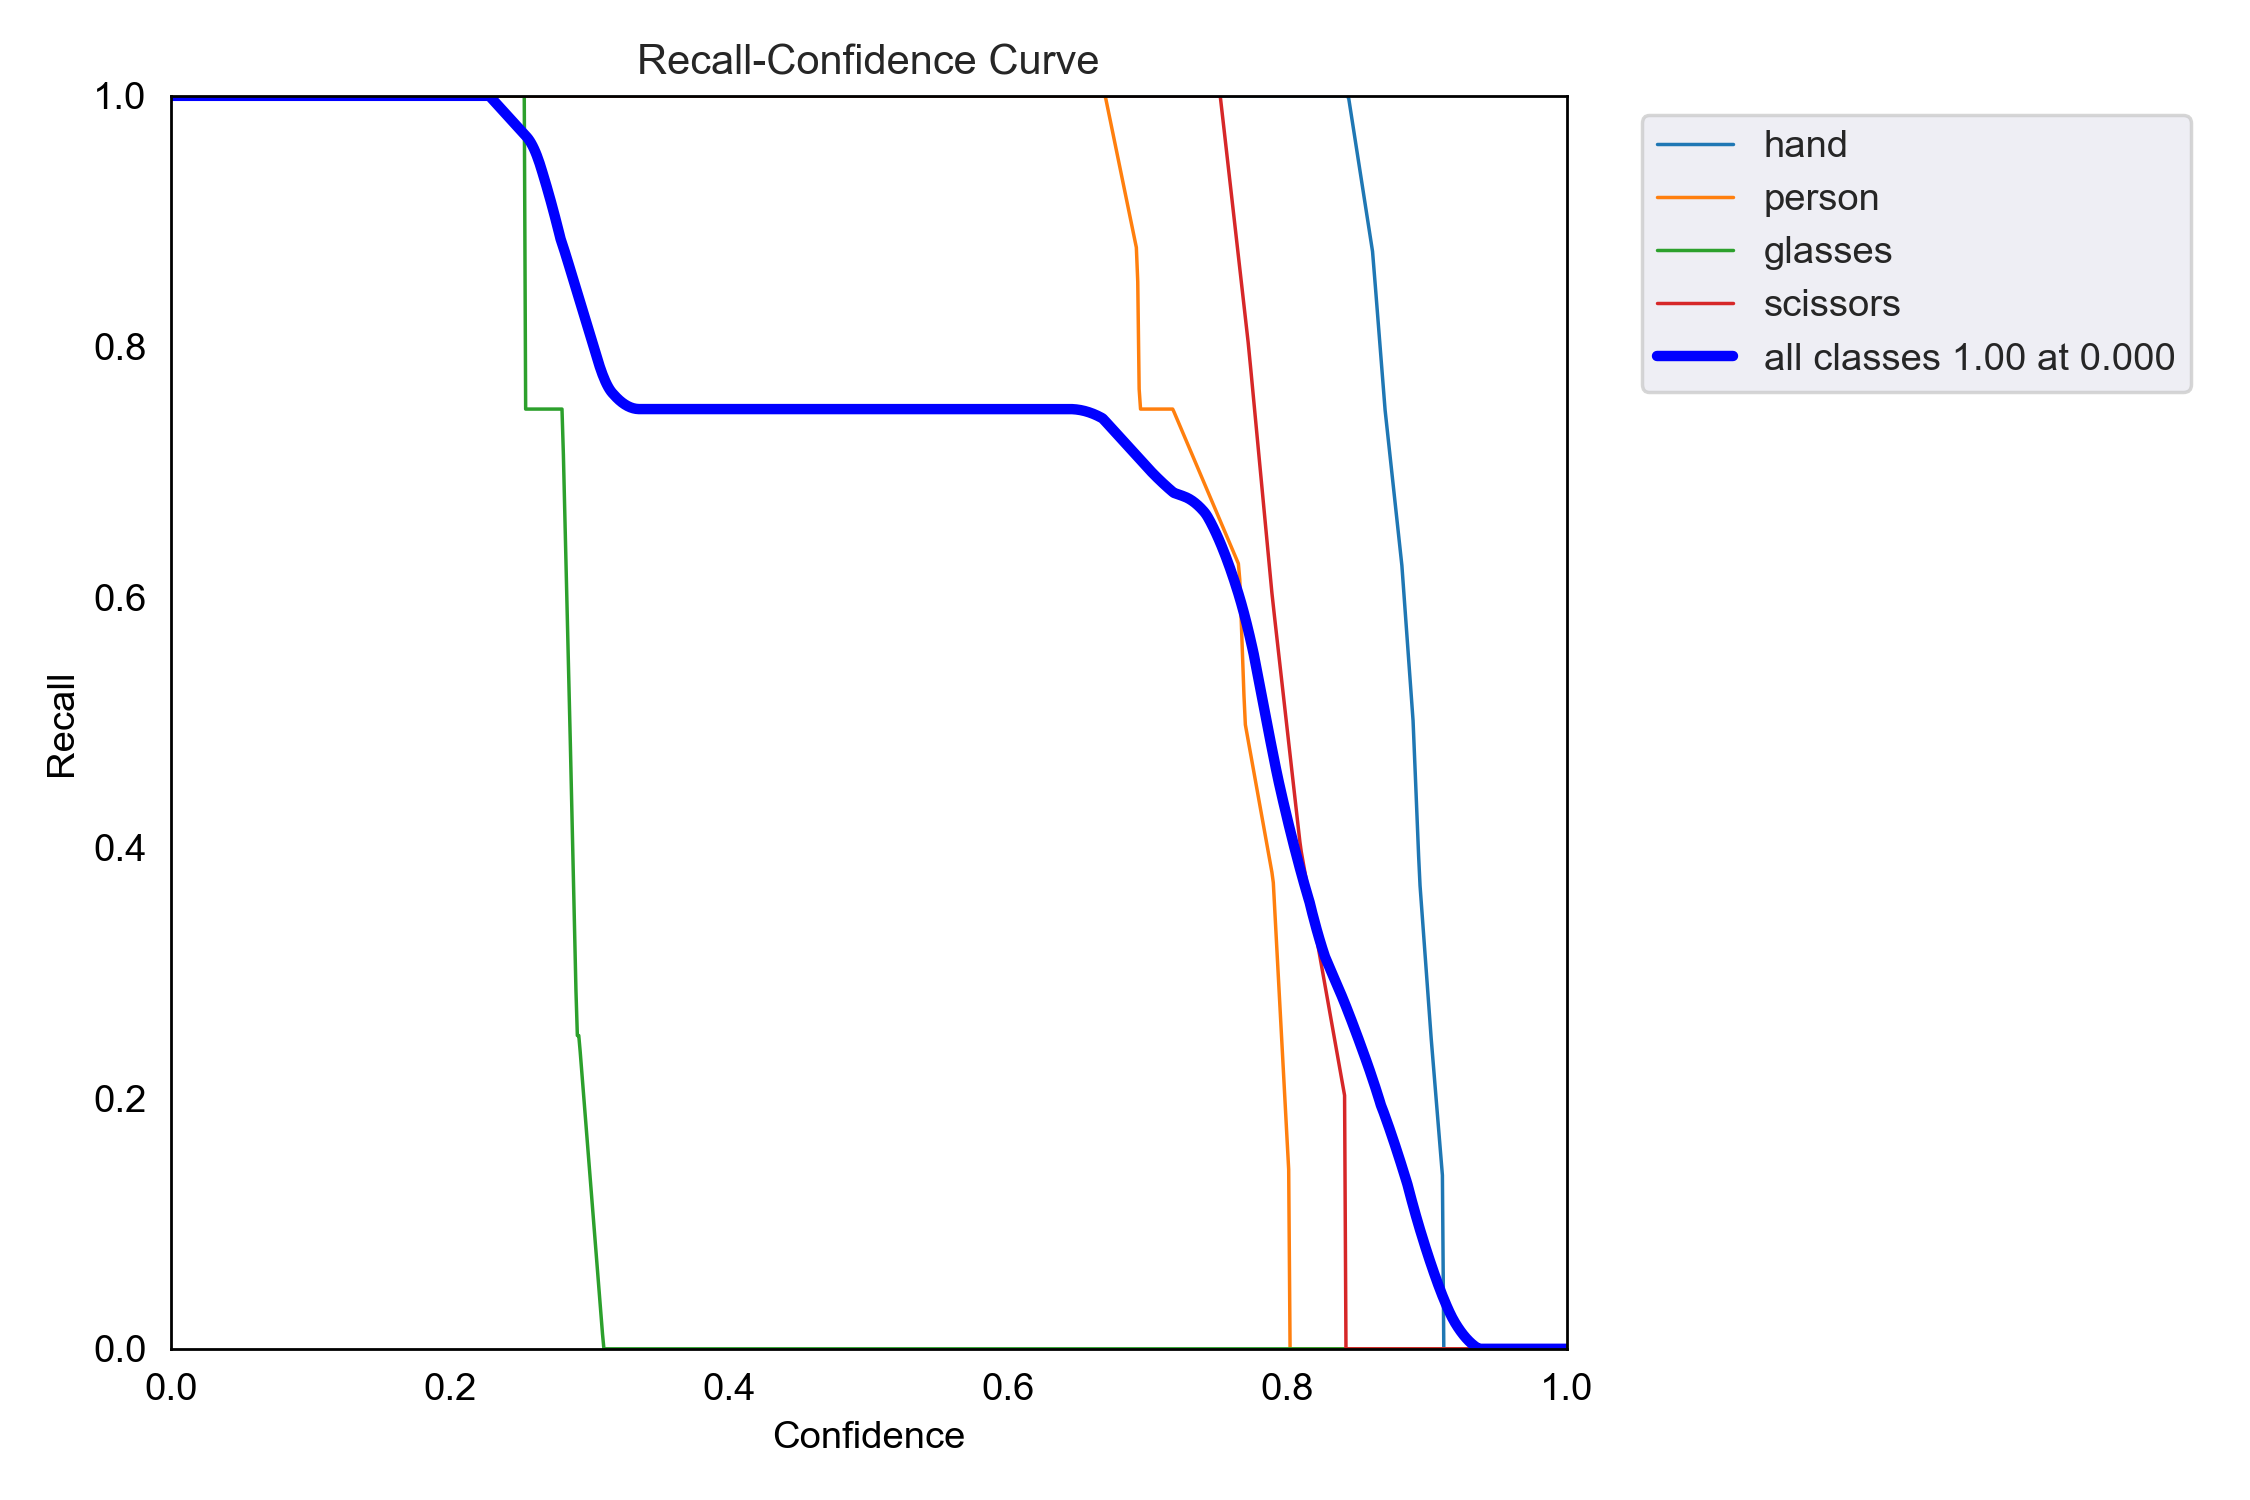 Recall-Confidence Curve
1.0
0.8
0.6
0.4
0.2
0.0
Recall
0.0 0.2 0.4 0.6 0.8 1.0
Confidence
hand
person
glasses
scissors
all classes 1.00 at 0.000